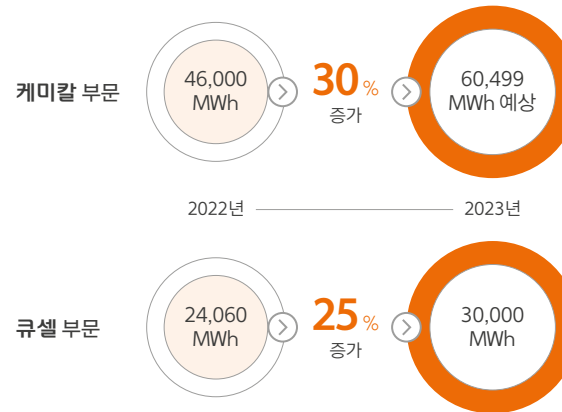 케미칼 부문
46,000
MWh
30 %
증가
60,499
MWh 예상
2022년
2023년
큐셀 부문
24,060
MWh
25 %
증가
30,000
MWh